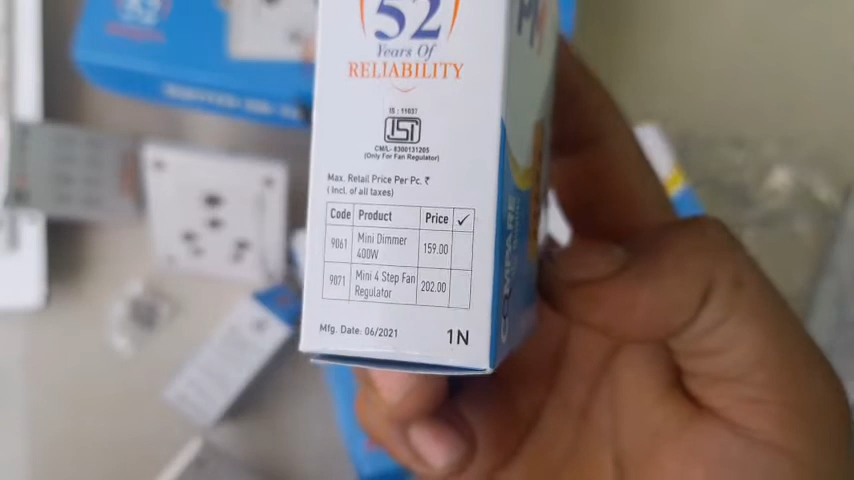 52
Years Of
RELIABILITY
IS : 11037
ISI
CM/L- 8300131205
(Only For Fan Regulator)
Max. Retail Price Per Pc. ₹
(Incl. of all taxes)
Code Product Price ✓
9061 Mini Dimmer 400W 159.00
9071 Mini 4 Step Fan Regulator 202.00
Mfg. Date: 06/2021 1N
COMPARE